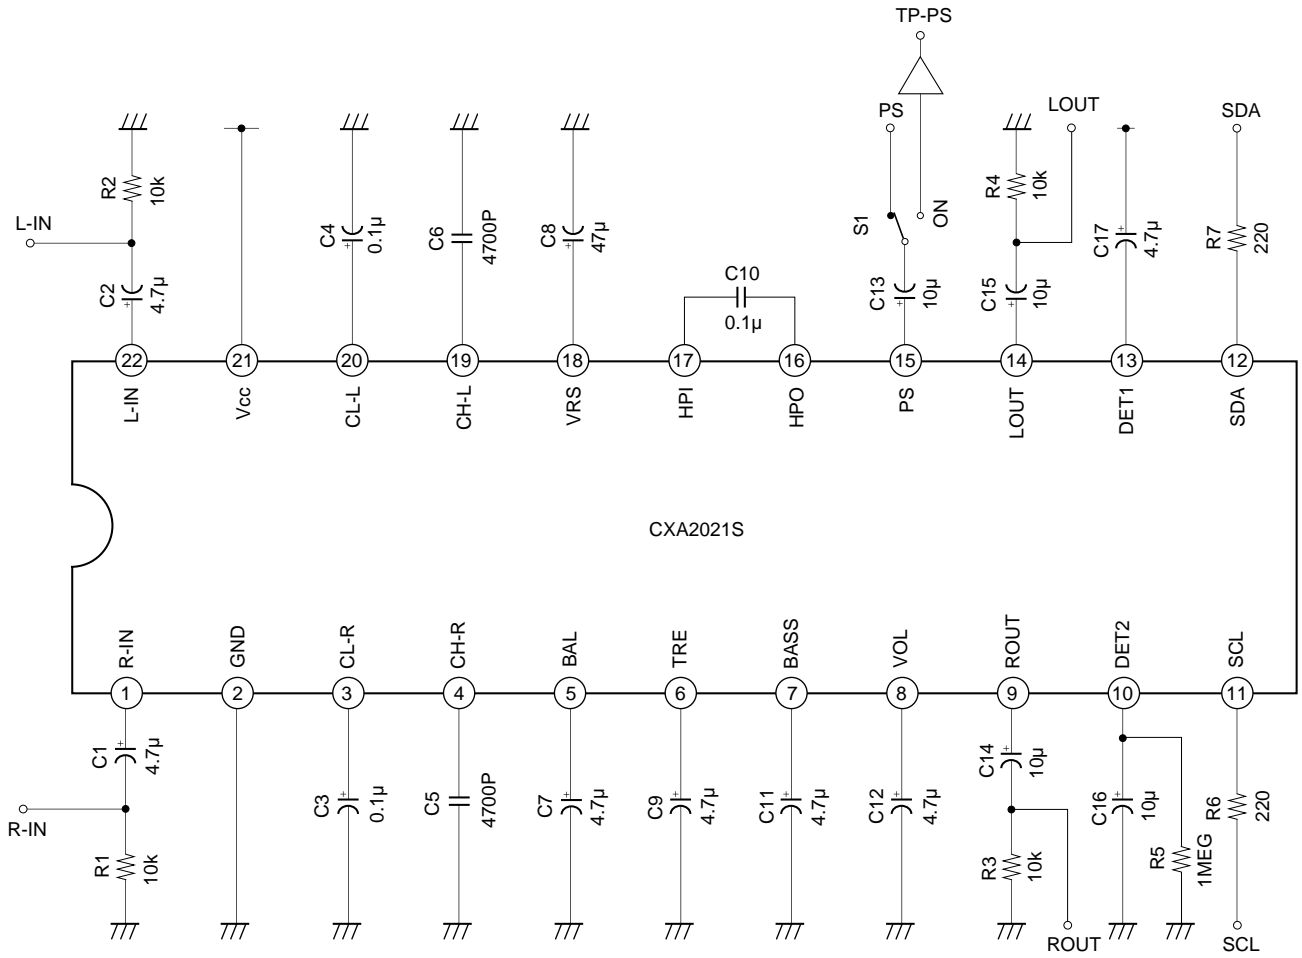 TP-PS
PS
LOUT
SDA
R2
10k
L-IN
C2
4.7µ
C4
0.1µ
C6
4700P
C8
47µ
C10
0.1µ
S1
ON
C13
10µ
R4
10k
C15
10µ
C17
4.7µ
R7
220
22
21
20
19
18
17
16
15
14
13
12
L-IN
Vcc
CL-L
CH-L
VRS
HPI
HPO
PS
LOUT
DET1
SDA
CXA2021S
R-IN
GND
CL-R
CH-R
BAL
TRE
BASS
VOL
ROUT
DET2
SCL
1
2
3
4
5
6
7
8
9
10
11
C1
4.7µ
R-IN
R1
10k
C3
0.1µ
C5
4700P
C7
4.7µ
C9
4.7µ
C11
4.7µ
C12
4.7µ
C14
10µ
R3
10k
C16
10µ
R5
1MEG
R6
220
ROUT
SCL